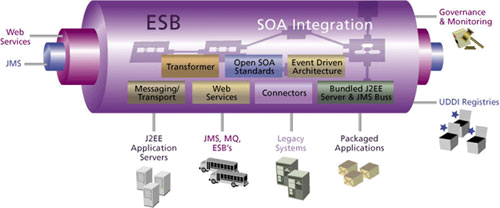 ESB
SOA Integration
Governance
& Monitoring
Web
Services
JMS
Transformer
Open SOA
Standards
Event Driven
Architecture
Messaging/
Transport
Web
Services
Connectors
Bundled J2EE
Server & JMS Buss
UDDI Registries
J2EE
Application
Servers
JMS, MQ,
ESB's
Legacy
Systems
Packaged
Applications